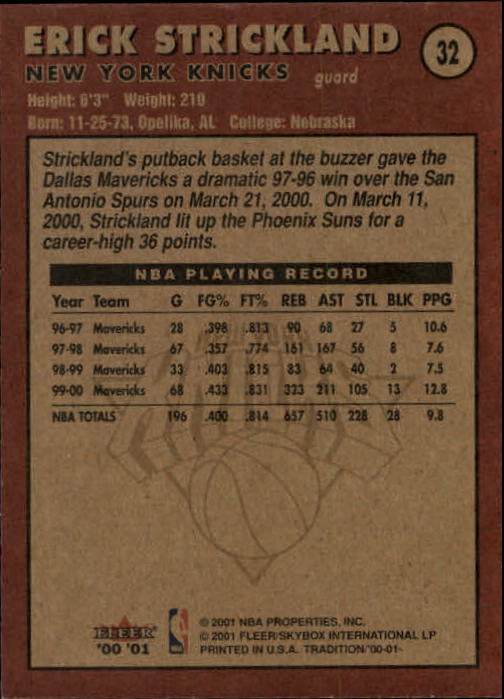 ERICK STRICKLAND
32
NEW YORK KNICKS guard
Height: 6'3" Weight: 210
Born: 11-25-73, Opelika, AL College: Nebraska
Strickland's putback basket at the buzzer gave the
Dallas Mavericks a dramatic 97-96 win over the San
Antonio Spurs on March 21, 2000. On March 11,
2000, Strickland lit up the Phoenix Suns for a
career-high 36 points.
NBA PLAYING RECORD
Year Team G FG% FT% REB AST STL BLK PPG
96-97 Mavericks 28 .398 .813 90 68 27 5 10.6
97-98 Mavericks 67 .357 .774 161 167 56 8 7.6
98-99 Mavericks 33 .403 .815 83 64 40 2 7.5
99-00 Mavericks 68 .433 .831 323 211 105 13 12.8
NBA TOTALS 196 .400 .814 657 510 228 28 9.8
FLEER
'00 '01
© 2001 NBA PROPERTIES, INC.
© 2001 FLEER/SKYBOX INTERNATIONAL LP
PRINTED IN U.S.A. TRADITION '00-01-